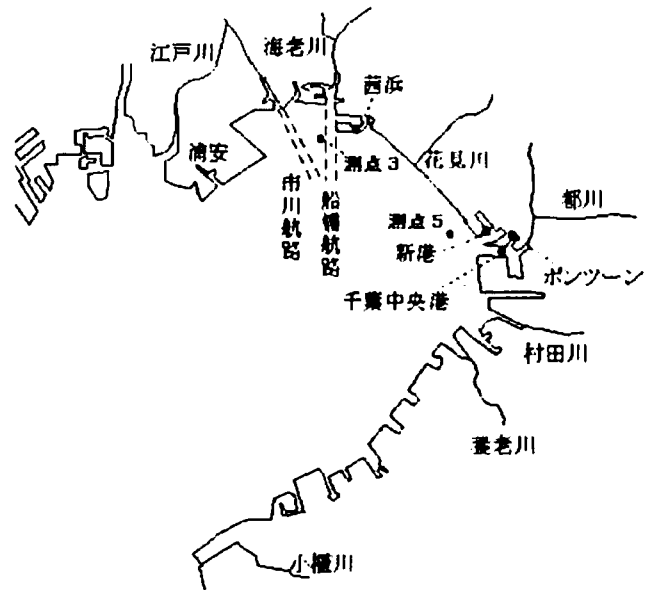 江戸川
海老川
茜浜
浦安
測点3
花見川
市川航路
船橋航路
都川
測点5
新港
ポンツーン
千葉中央港
村田川
養老川
小櫃川